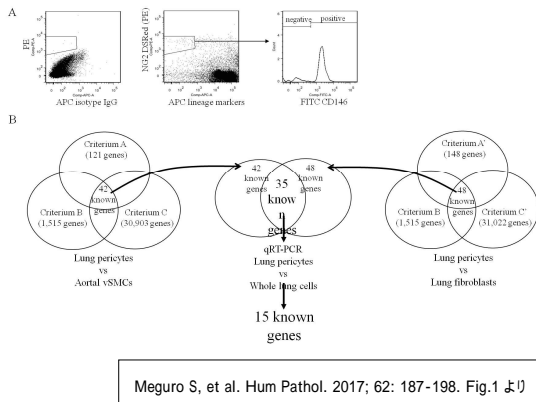 A
PE
APC isotype IgG
NG2 DSRed (PE)
APC lineage markers
negative positive
FITC CD146
B
Criterium A
(121 genes)
42
known
genes
Criterium B
(1,515 genes)
Criterium C
(30,903 genes)
Lung pericytes
vs
Aortal vSMCs
42
known
genes
48
known
genes
35
know
n
genes
qRT-PCR
Lung pericytes
vs
Whole lung cells
15 known
genes
Criterium A'
(148 genes)
48
known
genes
Criterium B
(1,515 genes)
Criterium C'
(31,022 genes)
Lung pericytes
vs
Lung fibroblasts
Meguro S, et al. Hum Pathol. 2017; 62: 187-198. Fig.1 より